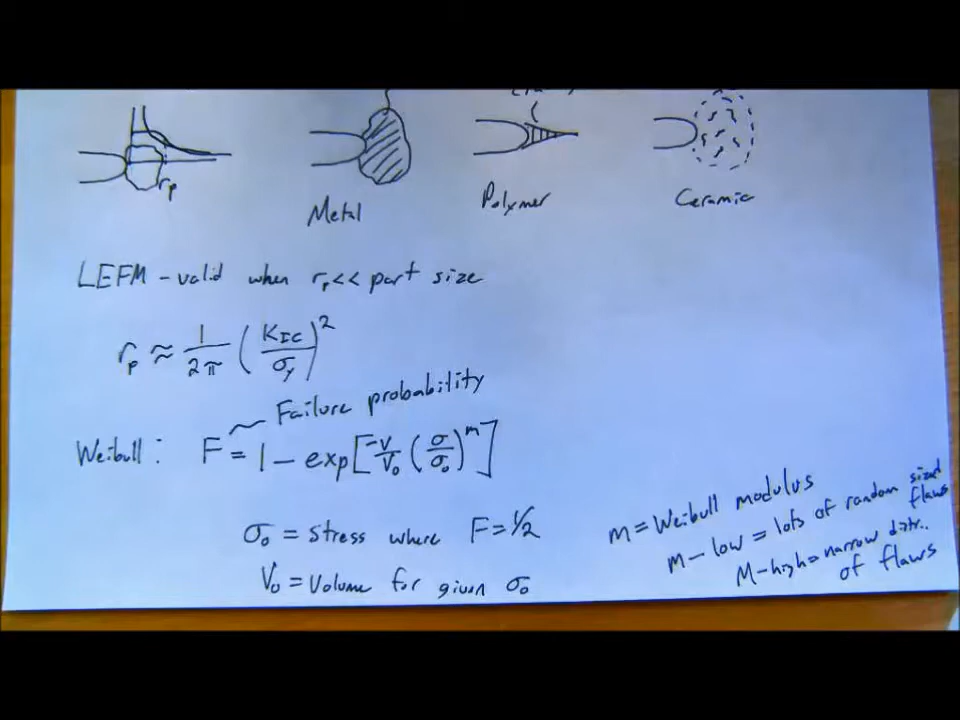 r_p
Metal
Polymer
Ceramic
LEFM – valid when r_p << part size
r_p ≈ 1/2π (K_IC/σ_y)^2
Failure probability
Weibull: F = 1 – exp[-V/V_0 (σ/σ_0)^m]
σ_0 = stress where F = 1/2
V_0 = Volume for given σ_0
m = Weibull modulus
m – low = lots of random sized flaws
M – high = narrow distr. of flaws